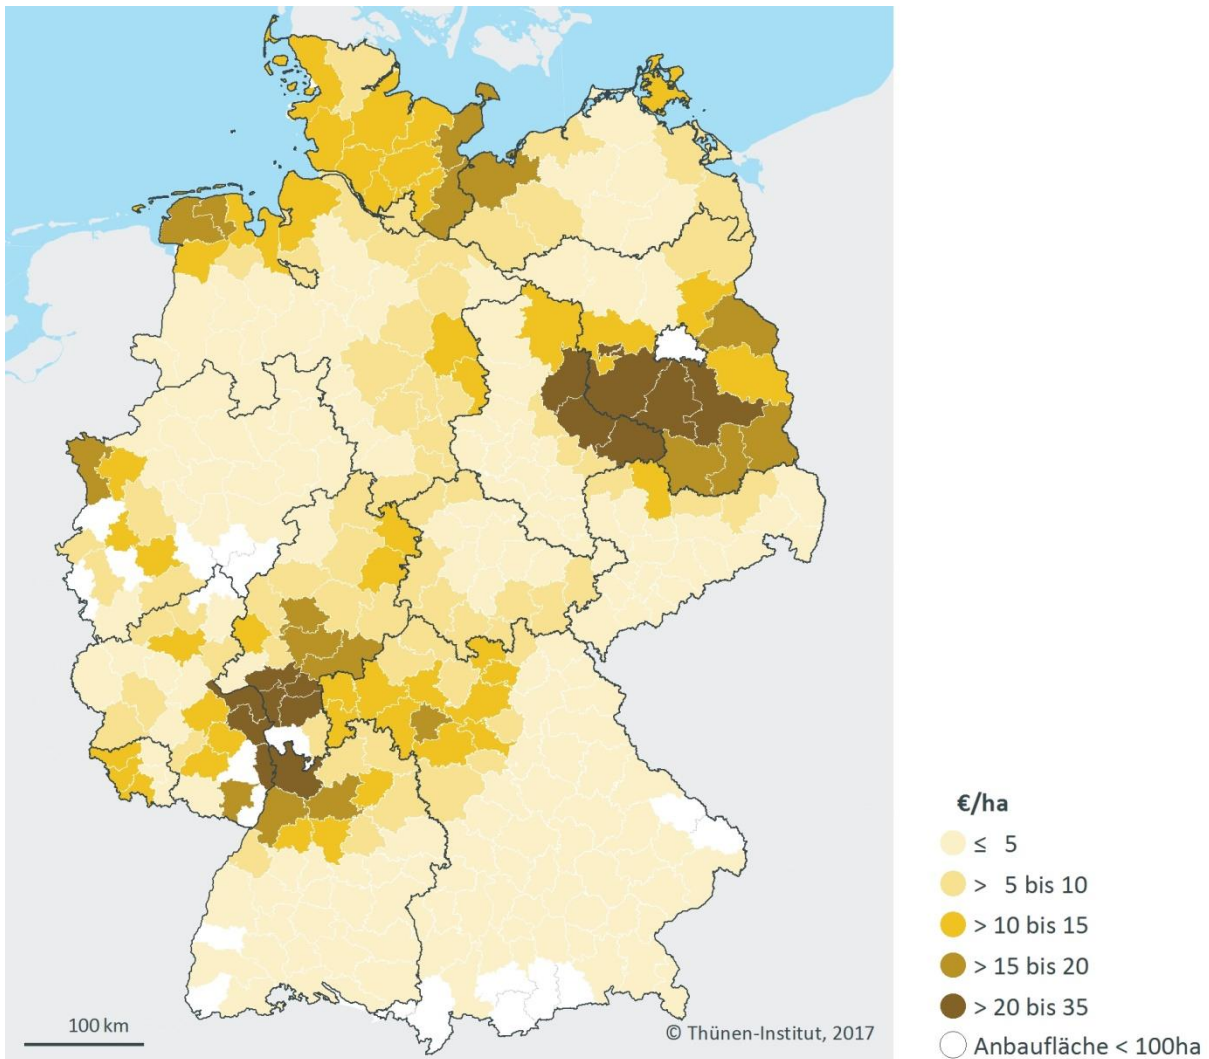 €/ha
≤ 5
> 5 bis 10
> 10 bis 15
> 15 bis 20
> 20 bis 35
Anbaufläche < 100ha
100 km
© Thünen-Institut, 2017